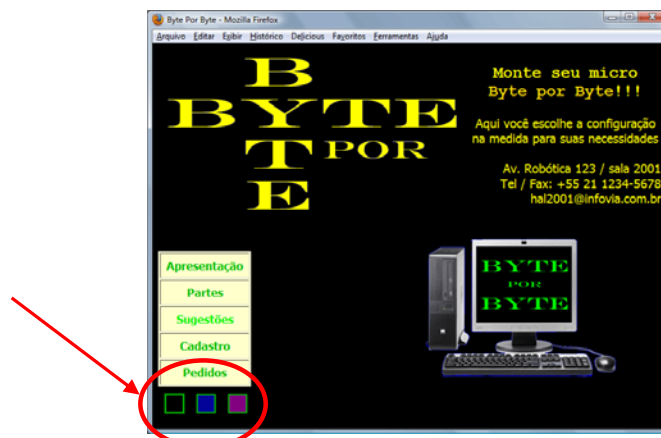 Byte Por Byte - Mozilla Firefox
Arquivo Editar Exibir Histórico Delicious Favoritos Ferramentas Ajuda
BYTE
POR
BYTE
Monte seu micro
Byte por Byte!!!
Aqui você escolhe a configuração
na medida para suas necessidades
Av. Robótica 123 / sala 2001
Tel / Fax: +55 21 1234-5678
hal2001@infovia.com.br
Apresentação
Partes
Sugestões
Cadastro
Pedidos
BYTE
POR
BYTE